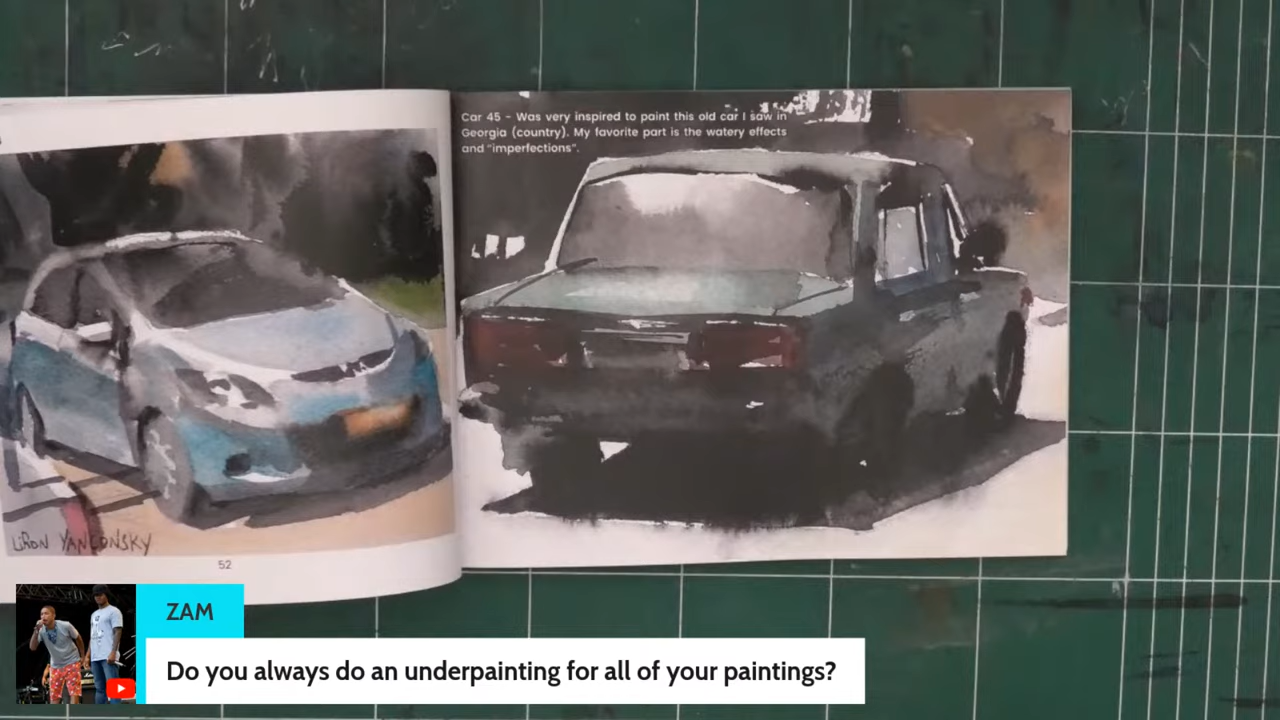 Car 45 - Was very inspired to paint this old car I saw in
Georgia (country). My favorite part is the watery effects
and "imperfections".
LIRON YANCONSKY
52
ZAM
Do you always do an underpainting for all of your paintings?